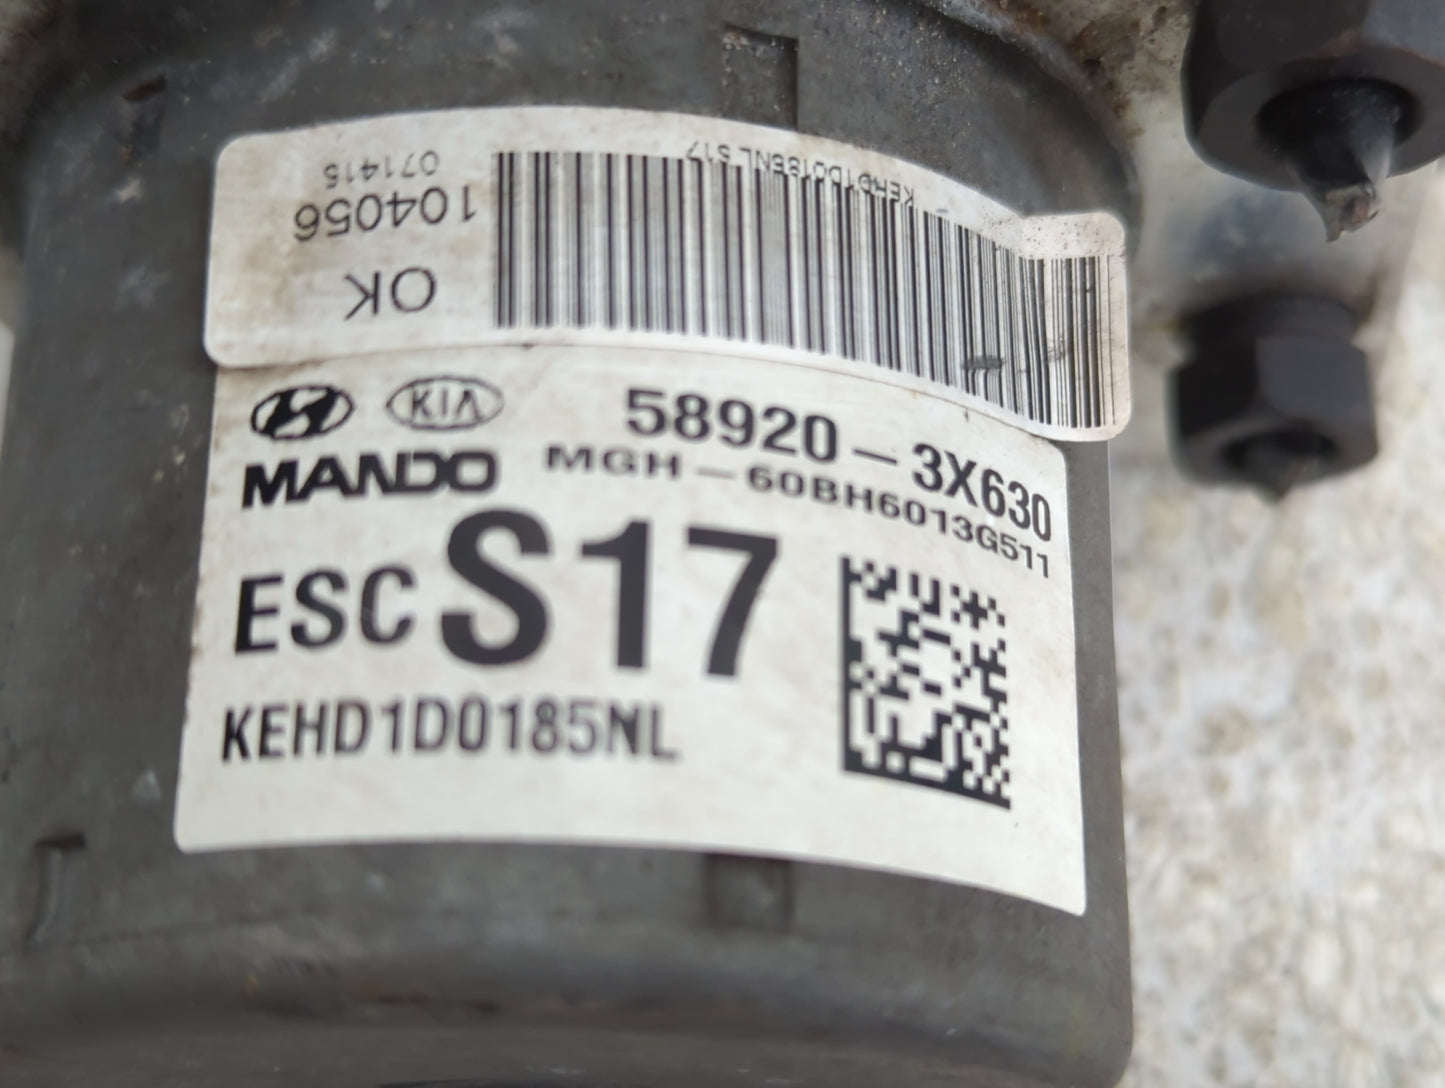 KEHD1D0185NL S17
071415
104056
OK
KIA
MANDO
58920-3X630
MGH-60BH6013G511
ESC S17
KEHD1D0185NL